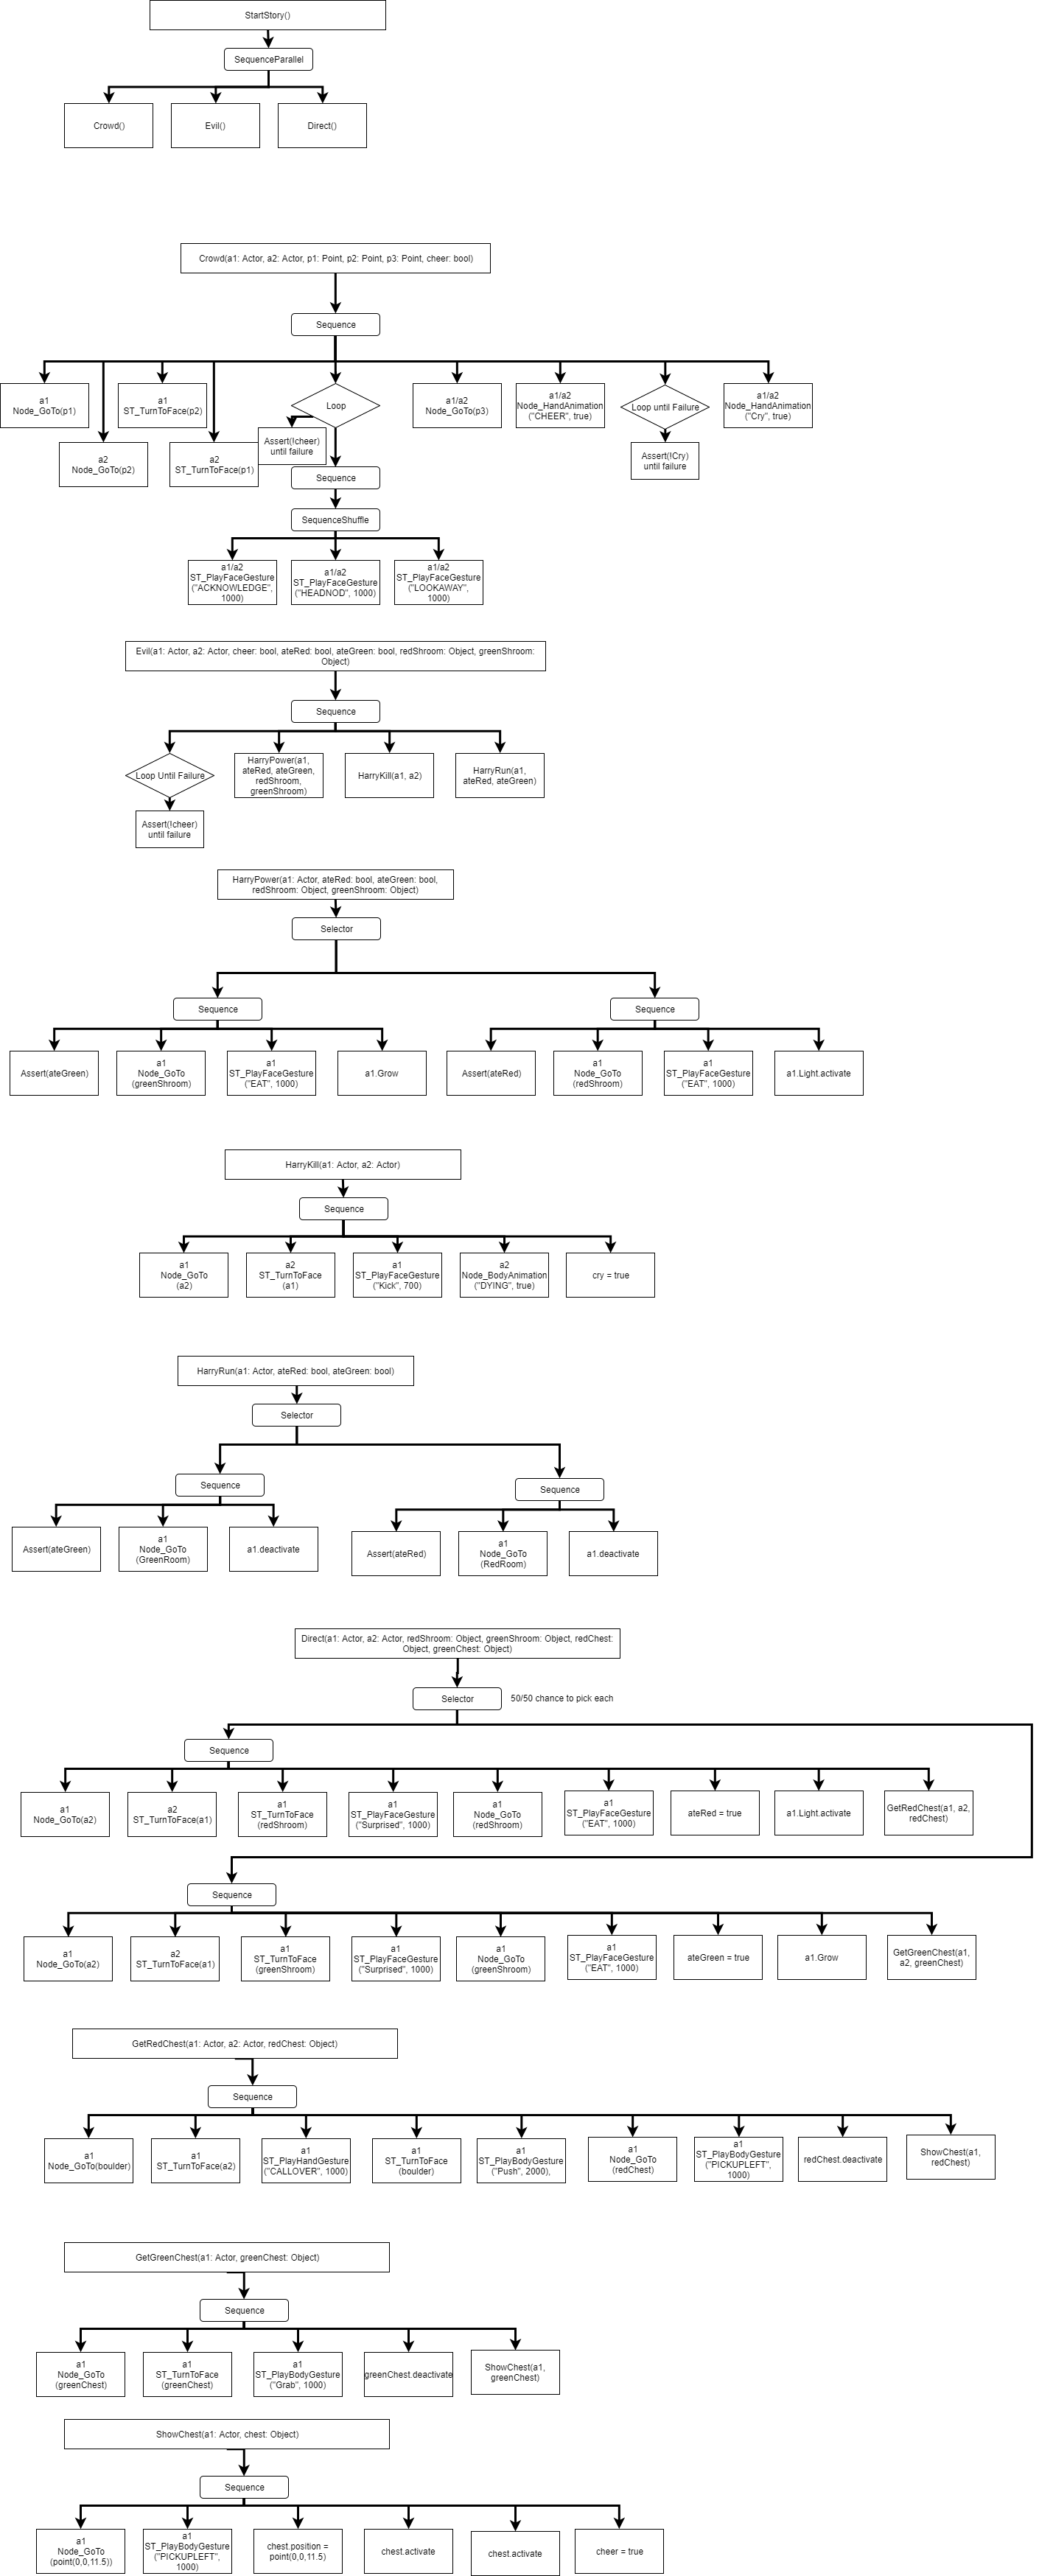 StartStory()
SequenceParallel
Crowd()
Evil()
Direct()
Crowd(a1: Actor, a2: Actor, p1: Point, p2: Point, p3: Point, cheer: bool)
Sequence
a1
Node_GoTo(p1)
a1
ST_TurnToFace(p2)
Loop
a1/a2
Node_GoTo(p3)
a1/a2
Node_HandAnimation
("CHEER", true)
Loop until Failure
a1/a2
Node_HandAnimation
("Cry", true)
a2
Node_GoTo(p2)
a2
ST_TurnToFace(p1)
Assert(!cheer)
until failure
Assert(!Cry)
until failure
Sequence
SequenceShuffle
a1/a2
ST_PlayFaceGesture
("ACKNOWLEDGE",
1000)
a1/a2
ST_PlayFaceGesture
("HEADNOD", 1000)
a1/a2
ST_PlayFaceGesture
("LOOKAWAY",
1000)
Evil(a1: Actor, a2: Actor, cheer: bool, ateRed: bool, ateGreen: bool, redShroom: Object, greenShroom:
Object)
Sequence
Loop Until Failure
HarryPower(a1,
ateRed, ateGreen,
redShroom,
greenShroom)
HarryKill(a1, a2)
HarryRun(a1,
ateRed, ateGreen)
Assert(!cheer)
until failure
HarryPower(a1: Actor, ateRed: bool, ateGreen: bool,
redShroom: Object, greenShroom: Object)
Selector
Sequence
Sequence
Assert(ateGreen)
a1
Node_GoTo
(greenShroom)
a1
ST_PlayFaceGesture
("EAT", 1000)
a1.Grow
Assert(ateRed)
a1
Node_GoTo
(redShroom)
a1
ST_PlayFaceGesture
("EAT", 1000)
a1.Light.activate
HarryKill(a1: Actor, a2: Actor)
Sequence
a1
Node_GoTo
(a2)
a2
ST_TurnToFace
(a1)
a1
ST_PlayFaceGesture
("Kick", 700)
a2
Node_BodyAnimation
("DYING", true)
cry = true
HarryRun(a1: Actor, ateRed: bool, ateGreen: bool)
Selector
Sequence
Sequence
Assert(ateGreen)
a1
Node_GoTo
(GreenRoom)
a1.deactivate
Assert(ateRed)
a1
Node_GoTo
(RedRoom)
a1.deactivate
Direct(a1: Actor, a2: Actor, redShroom: Object, greenShroom: Object, redChest:
Object, greenChest: Object)
Selector
50/50 chance to pick each
Sequence
a1
Node_GoTo(a2)
a2
ST_TurnToFace(a1)
a1
ST_TurnToFace
(redShroom)
a1
ST_PlayFaceGesture
("Surprised", 1000)
a1
Node_GoTo
(redShroom)
a1
ST_PlayFaceGesture
("EAT", 1000)
ateRed = true
a1.Light.activate
GetRedChest(a1, a2,
redChest)
Sequence
a1
Node_GoTo(a2)
a2
ST_TurnToFace(a1)
a1
ST_TurnToFace
(greenShroom)
a1
ST_PlayFaceGesture
("Surprised", 1000)
a1
Node_GoTo
(greenShroom)
a1
ST_PlayFaceGesture
("EAT", 1000)
ateGreen = true
a1.Grow
GetGreenChest(a1,
a2, greenChest)
GetRedChest(a1: Actor, a2: Actor, redChest: Object)
Sequence
a1
Node_GoTo(boulder)
a1
ST_TurnToFace(a2)
a1
ST_PlayHandGesture
("CALLOVER", 1000)
a1
ST_TurnToFace
(boulder)
a1
ST_PlayBodyGesture
("Push", 2000),
a1
Node_GoTo
(redChest)
a1
ST_PlayBodyGesture
("PICKUPLEFT",
1000)
redChest.deactivate
ShowChest(a1,
redChest)
GetGreenChest(a1: Actor, greenChest: Object)
Sequence
a1
Node_GoTo
(greenChest)
a1
ST_TurnToFace
(greenChest)
a1
ST_PlayBodyGesture
("Grab", 1000)
greenChest.deactivate
ShowChest(a1,
greenChest)
ShowChest(a1: Actor, chest: Object)
Sequence
a1
Node_GoTo
(point(0,0,11.5))
a1
ST_PlayBodyGesture
("PICKUPLEFT",
1000)
chest.position =
point(0,0,11.5)
chest.activate
chest.activate
cheer = true